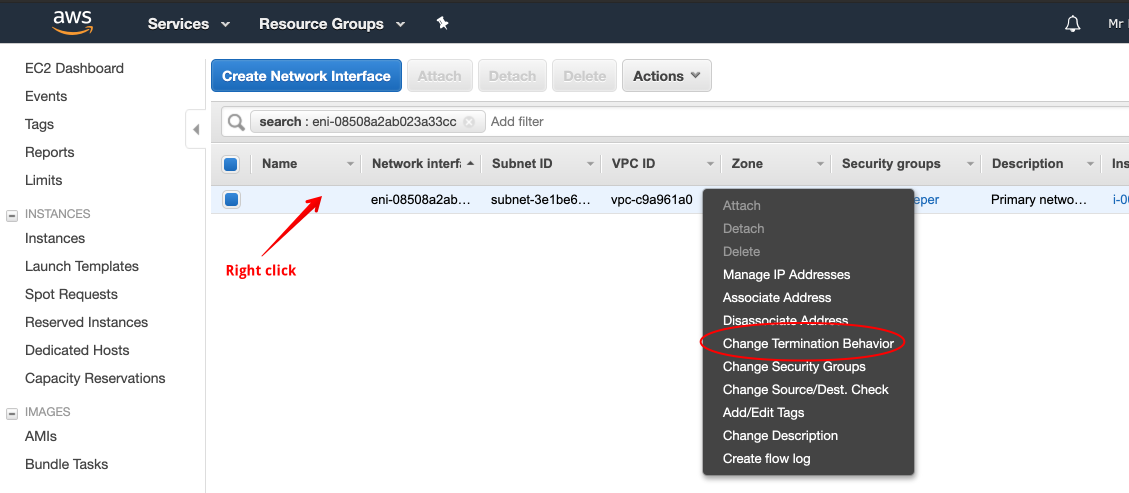 aws Services Resource Groups Mr
EC2 Dashboard
Events
Tags
Reports
Limits
INSTANCES
Instances
Launch Templates
Spot Requests
Reserved Instances
Dedicated Hosts
Capacity Reservations
IMAGES
AMIs
Bundle Tasks
Create Network Interface Attach Detach Delete Actions
search : eni-08508a2ab023a33cc Add filter
Name Network interf Subnet ID VPC ID Zone Security groups Description Ins
eni-08508a2ab… subnet-3e1be6… vpc-c9a961a0 eeper Primary netwo… i-00
Right click
Attach
Detach
Delete
Manage IP Addresses
Associate Address
Disassociate Address
Change Termination Behavior
Change Security Groups
Change Source/Dest. Check
Add/Edit Tags
Change Description
Create flow log